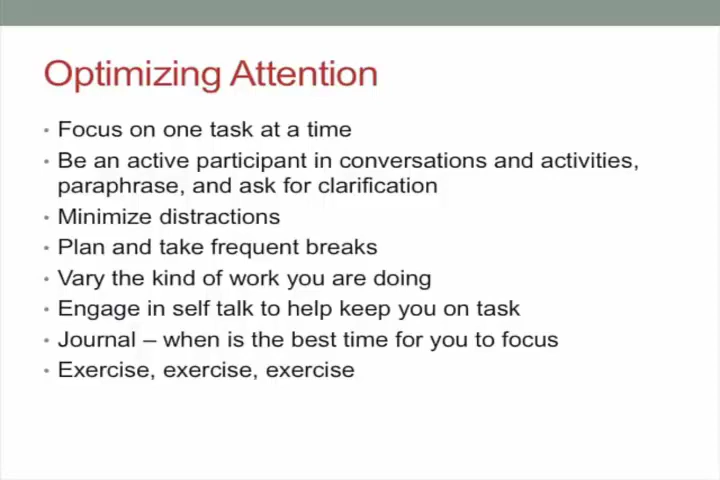 Optimizing Attention
• Focus on one task at a time
• Be an active participant in conversations and activities,
paraphrase, and ask for clarification
• Minimize distractions
• Plan and take frequent breaks
• Vary the kind of work you are doing
• Engage in self talk to help keep you on task
• Journal – when is the best time for you to focus
• Exercise, exercise, exercise